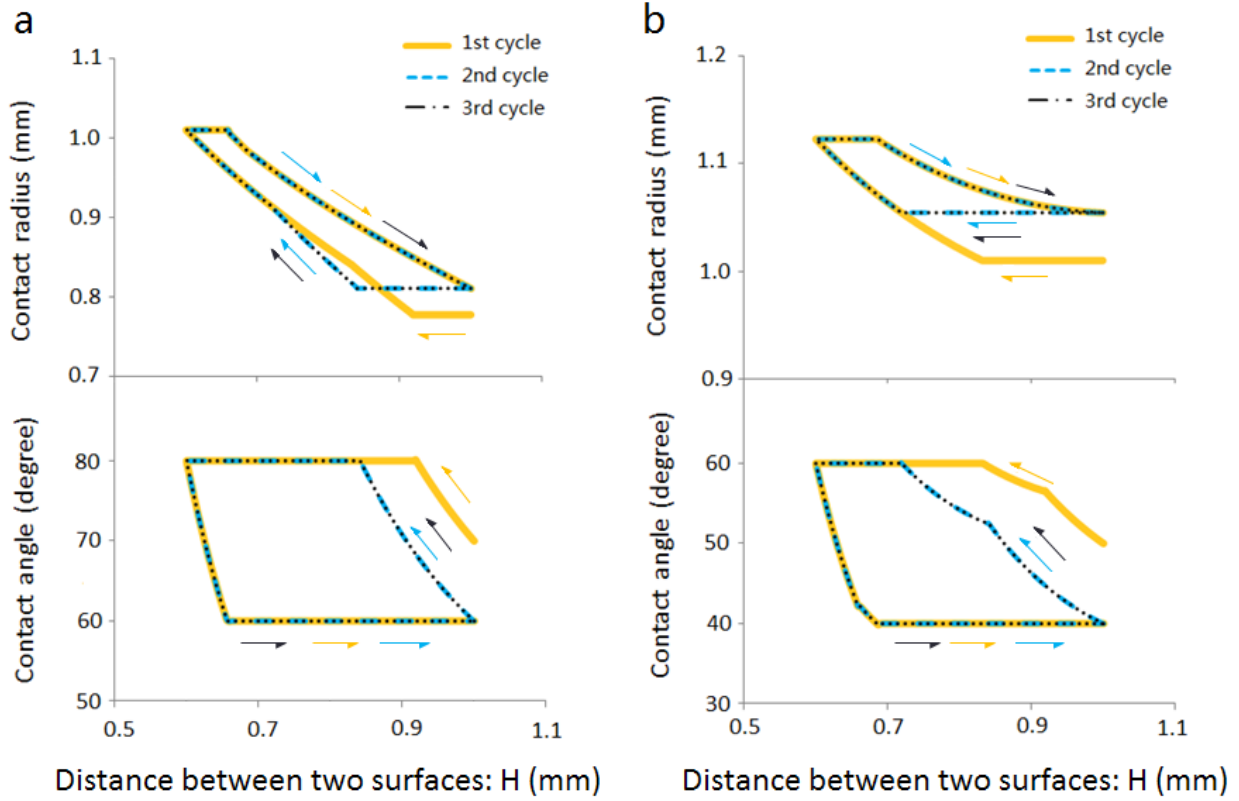 a
1st cycle
2nd cycle
3rd cycle
Contact radius (mm)
1.1
1.0
0.9
0.8
0.7
Contact angle (degree)
80
70
60
50
0.5
0.7
0.9
1.1
Distance between two surfaces: H (mm)
b
1st cycle
2nd cycle
3rd cycle
Contact radius (mm)
1.2
1.1
1.0
0.9
Contact angle (degree)
60
50
40
30
0.5
0.7
0.9
1.1
Distance between two surfaces: H (mm)